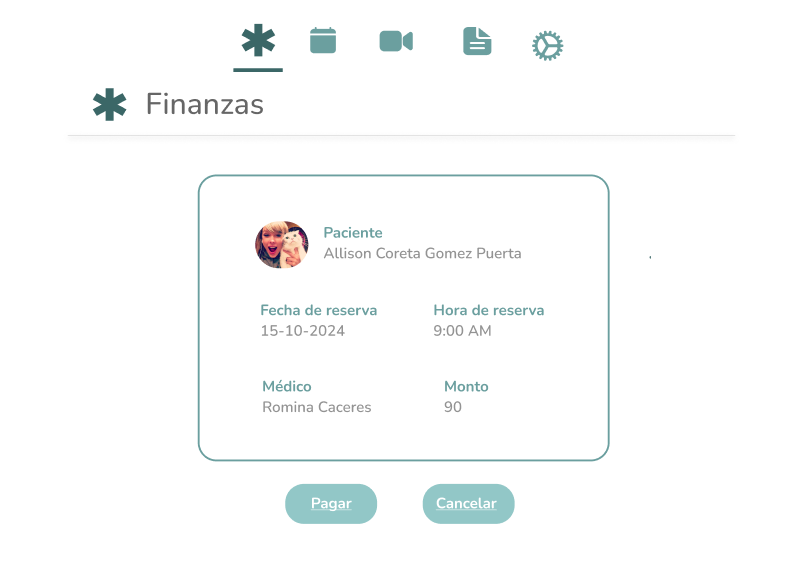 Finanzas
Paciente
Allison Coreta Gomez Puerta
Fecha de reserva
Hora de reserva
15-10-2024
9:00 AM
Médico
Monto
Romina Caceres
90
Pagar
Cancelar